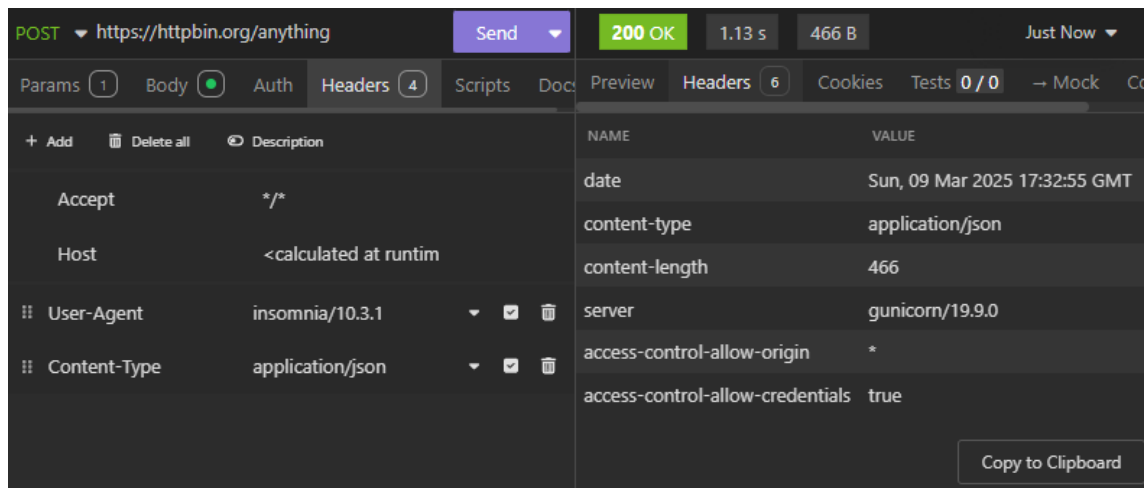 POST https://httpbin.org/anything Send
Params 1 Body Auth Headers 4 Scripts Docs
+ Add Delete all Description
Accept */*
Host <calculated at runtim
User-Agent insomnia/10.3.1
Content-Type application/json
200 OK 1.13 s 466 B Just Now
Preview Headers 6 Cookies Tests 0 / 0 → Mock Co
NAME VALUE
date Sun, 09 Mar 2025 17:32:55 GMT
content-type application/json
content-length 466
server gunicorn/19.9.0
access-control-allow-origin *
access-control-allow-credentials true
Copy to Clipboard